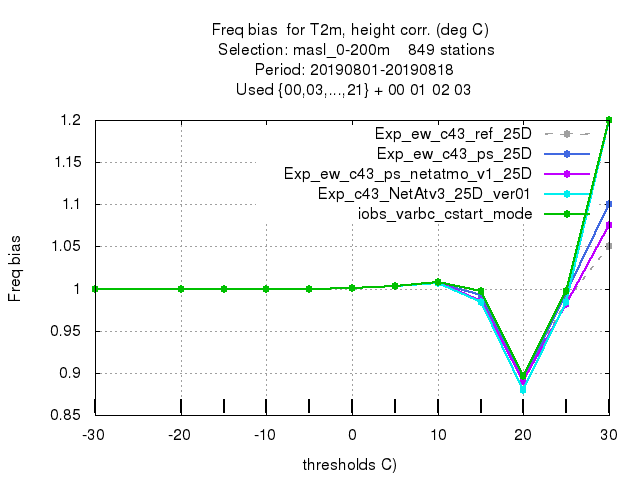 Freq bias  for T2m, height corr. (deg C)
Selection: masl_0-200m    849 stations
Period: 20190801-20190818
Used {00,03,...,21} + 00 01 02 03
Exp_ew_c43_ref_25D
Exp_ew_c43_ps_25D
Exp_ew_c43_ps_netatmo_v1_25D
Exp_c43_NetAtv3_25D_ver01
iobs_varbc_cstart_mode
Freq bias
1.2
1.15
1.1
1.05
1
0.95
0.9
0.85
-30 -20 -10 0 10 20 30
thresholds C)